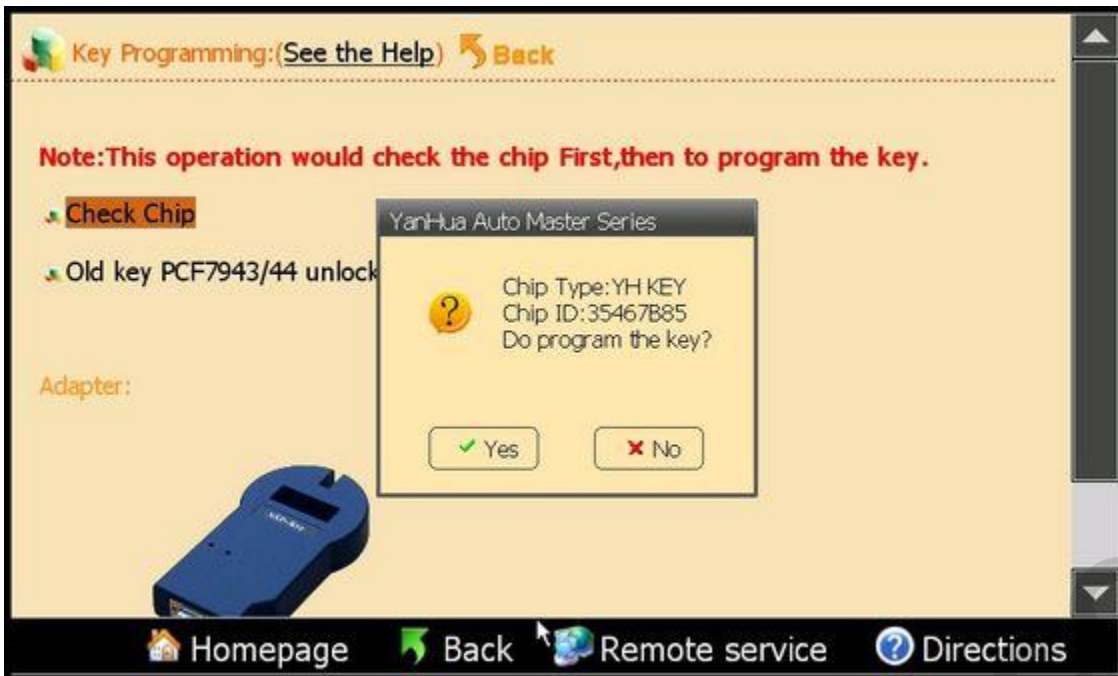 Key Programming:(See the Help) Back
Note:This operation would check the chip First,then to program the key.
Check Chip
Old key PCF7943/44 unlock
YanHua Auto Master Series
Chip Type:YH KEY
Chip ID:35467B85
Do program the key?
Yes No
Adapter:
Homepage Back Remote service Directions